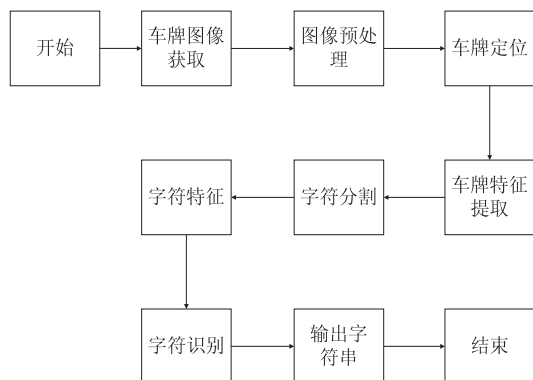 开始
车牌图像
获取
图像预处
理
车牌定位
车牌特征
提取
字符分割
字符特征
字符识别
输出字
符串
结束